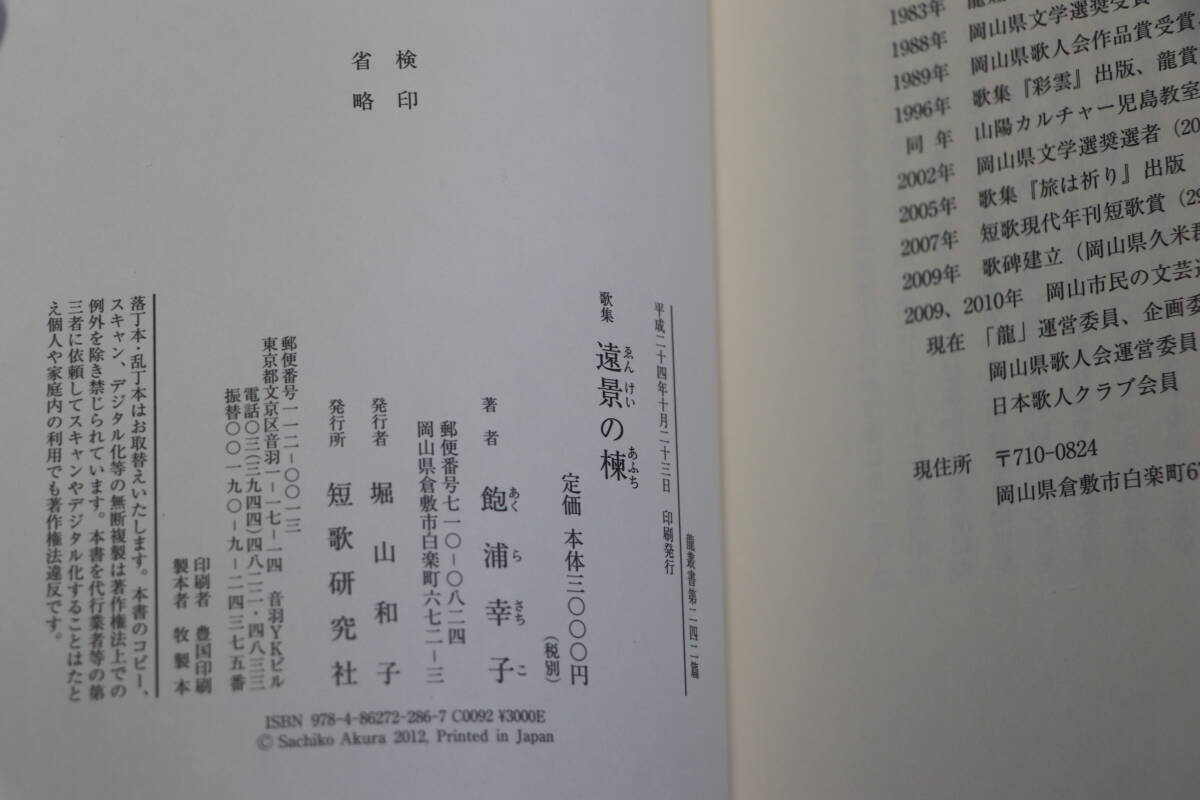 1983年
1988年 岡山県文学選奨受賞
1989年 岡山県歌人会作品賞受賞、
1996年 歌集『彩雲』出版、龍賞
同年 山陽カルチャー児島教室
2002年 岡山県文学選奨選者（20
2005年 歌集『旅は祈り』出版
2007年 短歌現代年刊短歌賞（29
2009年 歌碑建立（岡山県久米郡
2009、2010年 岡山市民の文芸
現在 「龍」運営委員、企画委
岡山県歌人会運営委員
日本歌人クラブ会員
現住所 〒710-0824
岡山県倉敷市白楽町67
検印
省略
龍叢書第二四二篇
平成二十四年十月二十三日 印刷発行
歌集 遠景の楝
ゑんけい あふち
定価 本体三〇〇〇円
（税別）
著者 飽浦幸子
あくら さちこ
郵便番号七一〇－〇八二四
岡山県倉敷市白楽町六七二－三
発行者 堀山和子
発行所 短歌研究社
郵便番号一一二－〇〇一三
東京都文京区音羽一－一七－一四 音羽YKビル
電話〇三（三九四四）四八二二・四八三三
振替〇〇一九〇－九－二四三七五番
印刷者 豊国印刷
製本者 牧製本
落丁本・乱丁本はお取替えいたします。本書のコピー、
スキャン、デジタル化等の無断複製は著作権法上での
例外を除き禁じられています。本書を代行業者等の第
三者に依頼してスキャンやデジタル化することはたと
え個人や家庭内の利用でも著作権法違反です。
ISBN 978-4-86272-286-7 C0092 ¥3000E
© Sachiko Akura 2012, Printed in Japan